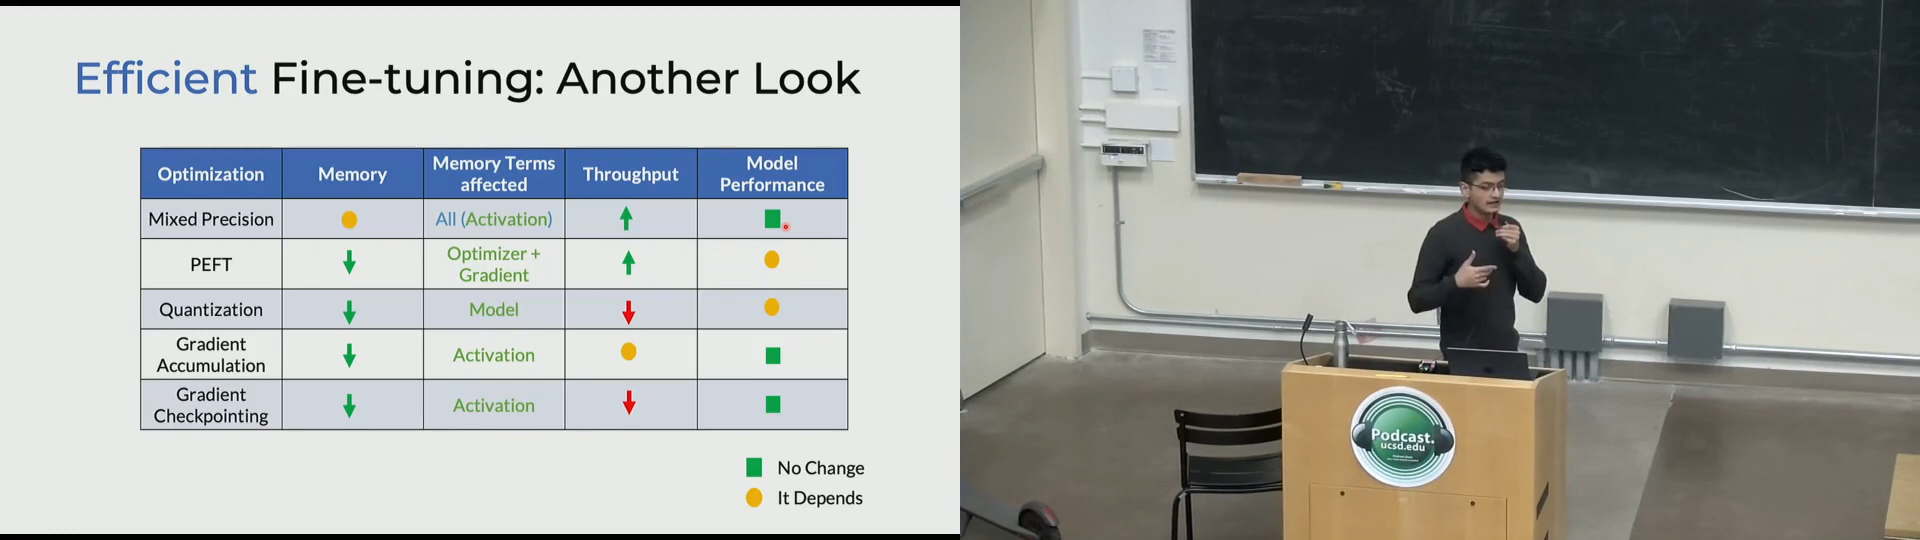 Efficient Fine-tuning: Another Look
Optimization
Memory
Memory Terms
affected
Throughput
Model
Performance
Mixed Precision
All (Activation)
PEFT
Optimizer +
Gradient
Quantization
Model
Gradient
Accumulation
Activation
Gradient
Checkpointing
Activation
No Change
It Depends
Podcast.
ucsd.edu